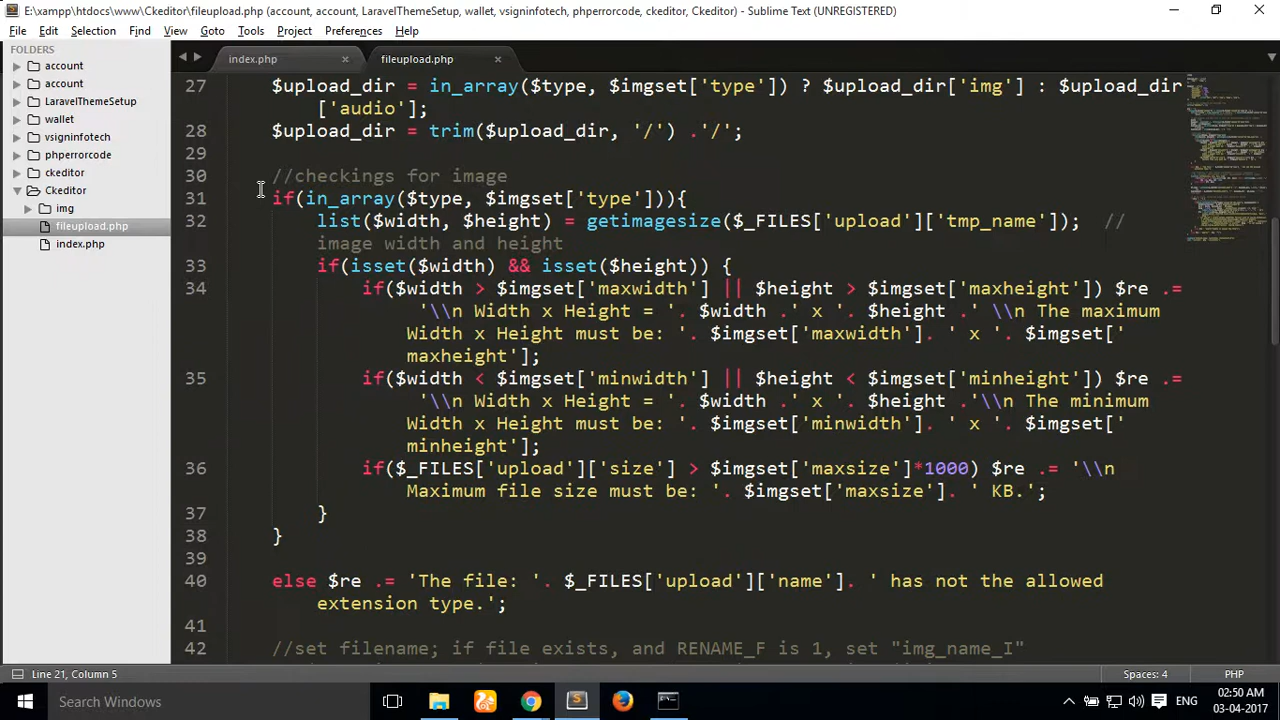 E:\xampp\htdocs\www\Ckeditor\fileupload.php (account, account, LaravelThemeSetup, wallet, vsigninfotech, phperrorcode, ckeditor, Ckeditor) - Sublime Text (UNREGISTERED)
File Edit Selection Find View Goto Tools Project Preferences Help
FOLDERS
account
account
LaravelThemeSetup
wallet
vsigninfotech
phperrorcode
ckeditor
Ckeditor
img
fileupload.php
index.php
index.php fileupload.php
27 $upload_dir = in_array($type, $imgset['type']) ? $upload_dir['img'] : $upload_dir
['audio'];
28 $upload_dir = trim($upload_dir, '/') .'/';
29
30 //checkings for image
31 if(in_array($type, $imgset['type'])){
32 list($width, $height) = getimagesize($_FILES['upload']['tmp_name']); //
image width and height
33 if(isset($width) && isset($height)) {
34 if($width > $imgset['maxwidth'] || $height > $imgset['maxheight']) $re .=
'\\n Width x Height = '. $width .' x '. $height .' \\n The maximum
Width x Height must be: '. $imgset['maxwidth']. ' x '. $imgset['
maxheight'];
35 if($width < $imgset['minwidth'] || $height < $imgset['minheight']) $re .=
'\\n Width x Height = '. $width .' x '. $height .'\\n The minimum
Width x Height must be: '. $imgset['minwidth']. ' x '. $imgset['
minheight'];
36 if($_FILES['upload']['size'] > $imgset['maxsize']*1000) $re .= '\\n
Maximum file size must be: '. $imgset['maxsize']. ' KB.';
37 }
38 }
39
40 else $re .= 'The file: '. $_FILES['upload']['name']. ' has not the allowed
extension type.';
41
42 //set filename; if file exists, and RENAME_F is 1, set "img_name_I"
Line 21, Column 5 Spaces: 4 PHP
Search Windows
ENG
02:50 AM
03-04-2017